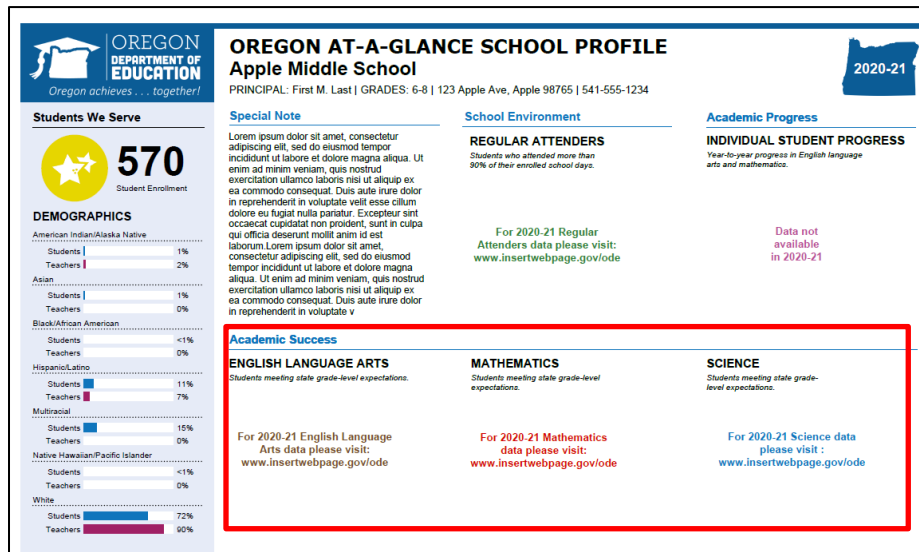 OREGON
DEPARTMENT OF
EDUCATION
Oregon achieves . . . together!
OREGON AT-A-GLANCE SCHOOL PROFILE
Apple Middle School
PRINCIPAL: First M. Last | GRADES: 6-8 | 123 Apple Ave, Apple 98765 | 541-555-1234
2020-21
Students We Serve
570
Student Enrollment
DEMOGRAPHICS
American Indian/Alaska Native
Students 1%
Teachers 2%
Asian
Students 1%
Teachers 0%
Black/African American
Students <1%
Teachers 0%
Hispanic/Latino
Students 11%
Teachers 7%
Multiracial
Students 15%
Teachers 0%
Native Hawaiian/Pacific Islander
Students <1%
Teachers 0%
White
Students 72%
Teachers 90%
Special Note
Lorem ipsum dolor sit amet, consectetur
adipiscing elit, sed do eiusmod tempor
incididunt ut labore et dolore magna aliqua. Ut
enim ad minim veniam, quis nostrud
exercitation ullamco laboris nisi ut aliquip ex
ea commodo consequat. Duis aute irure dolor
in reprehenderit in voluptate velit esse cillum
dolore eu fugiat nulla pariatur. Excepteur sint
occaecat cupidatat non proident, sunt in culpa
qui officia deserunt mollit anim id est
laborum.Lorem ipsum dolor sit amet,
consectetur adipiscing elit, sed do eiusmod
tempor incididunt ut labore et dolore magna
aliqua. Ut enim ad minim veniam, quis nostrud
exercitation ullamco laboris nisi ut aliquip ex
ea commodo consequat. Duis aute irure dolor
in reprehenderit in voluptate v
School Environment
REGULAR ATTENDERS
Students who attended more than
90% of their enrolled school days.
For 2020-21 Regular
Attenders data please visit:
www.insertwebpage.gov/ode
Academic Progress
INDIVIDUAL STUDENT PROGRESS
Year-to-year progress in English language
arts and mathematics.
Data not
available
in 2020-21
Academic Success
ENGLISH LANGUAGE ARTS
Students meeting state grade-level expectations.
For 2020-21 English Language
Arts data please visit:
www.insertwebpage.gov/ode
MATHEMATICS
Students meeting state grade-level
expectations.
For 2020-21 Mathematics
data please visit:
www.insertwebpage.gov/ode
SCIENCE
Students meeting state grade-
level expectations.
For 2020-21 Science data
please visit :
www.insertwebpage.gov/ode